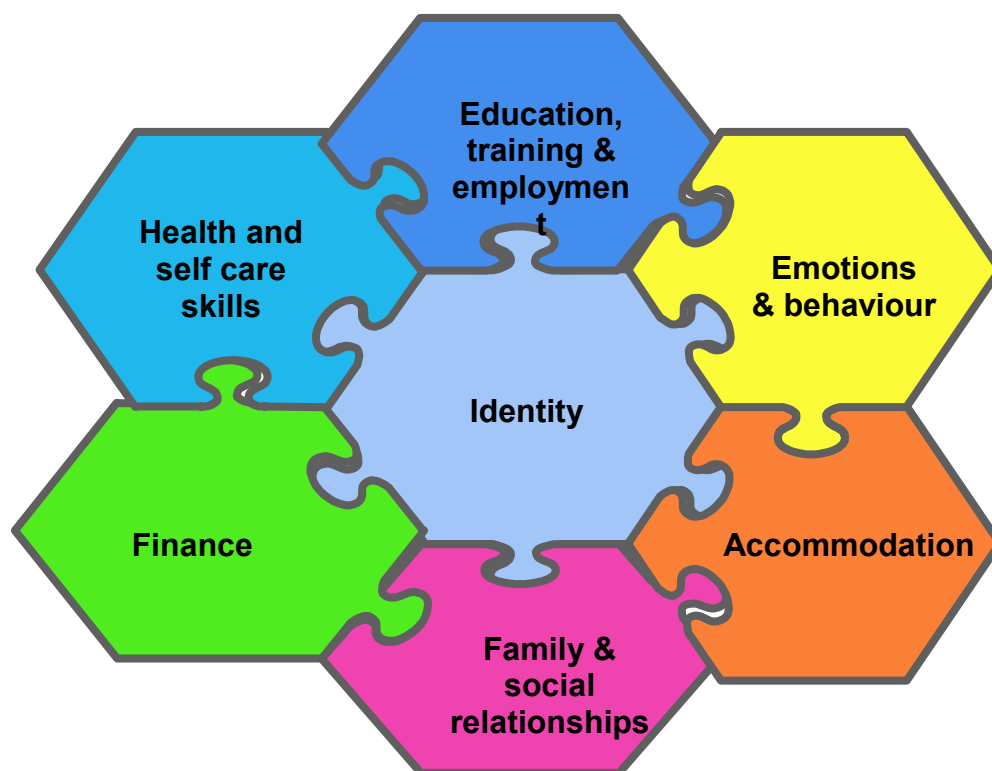 Education,
training &
employmen
t
Health and
self care
skills
Emotions
& behaviour
Identity
Finance
Accommodation
Family &
social
relationships